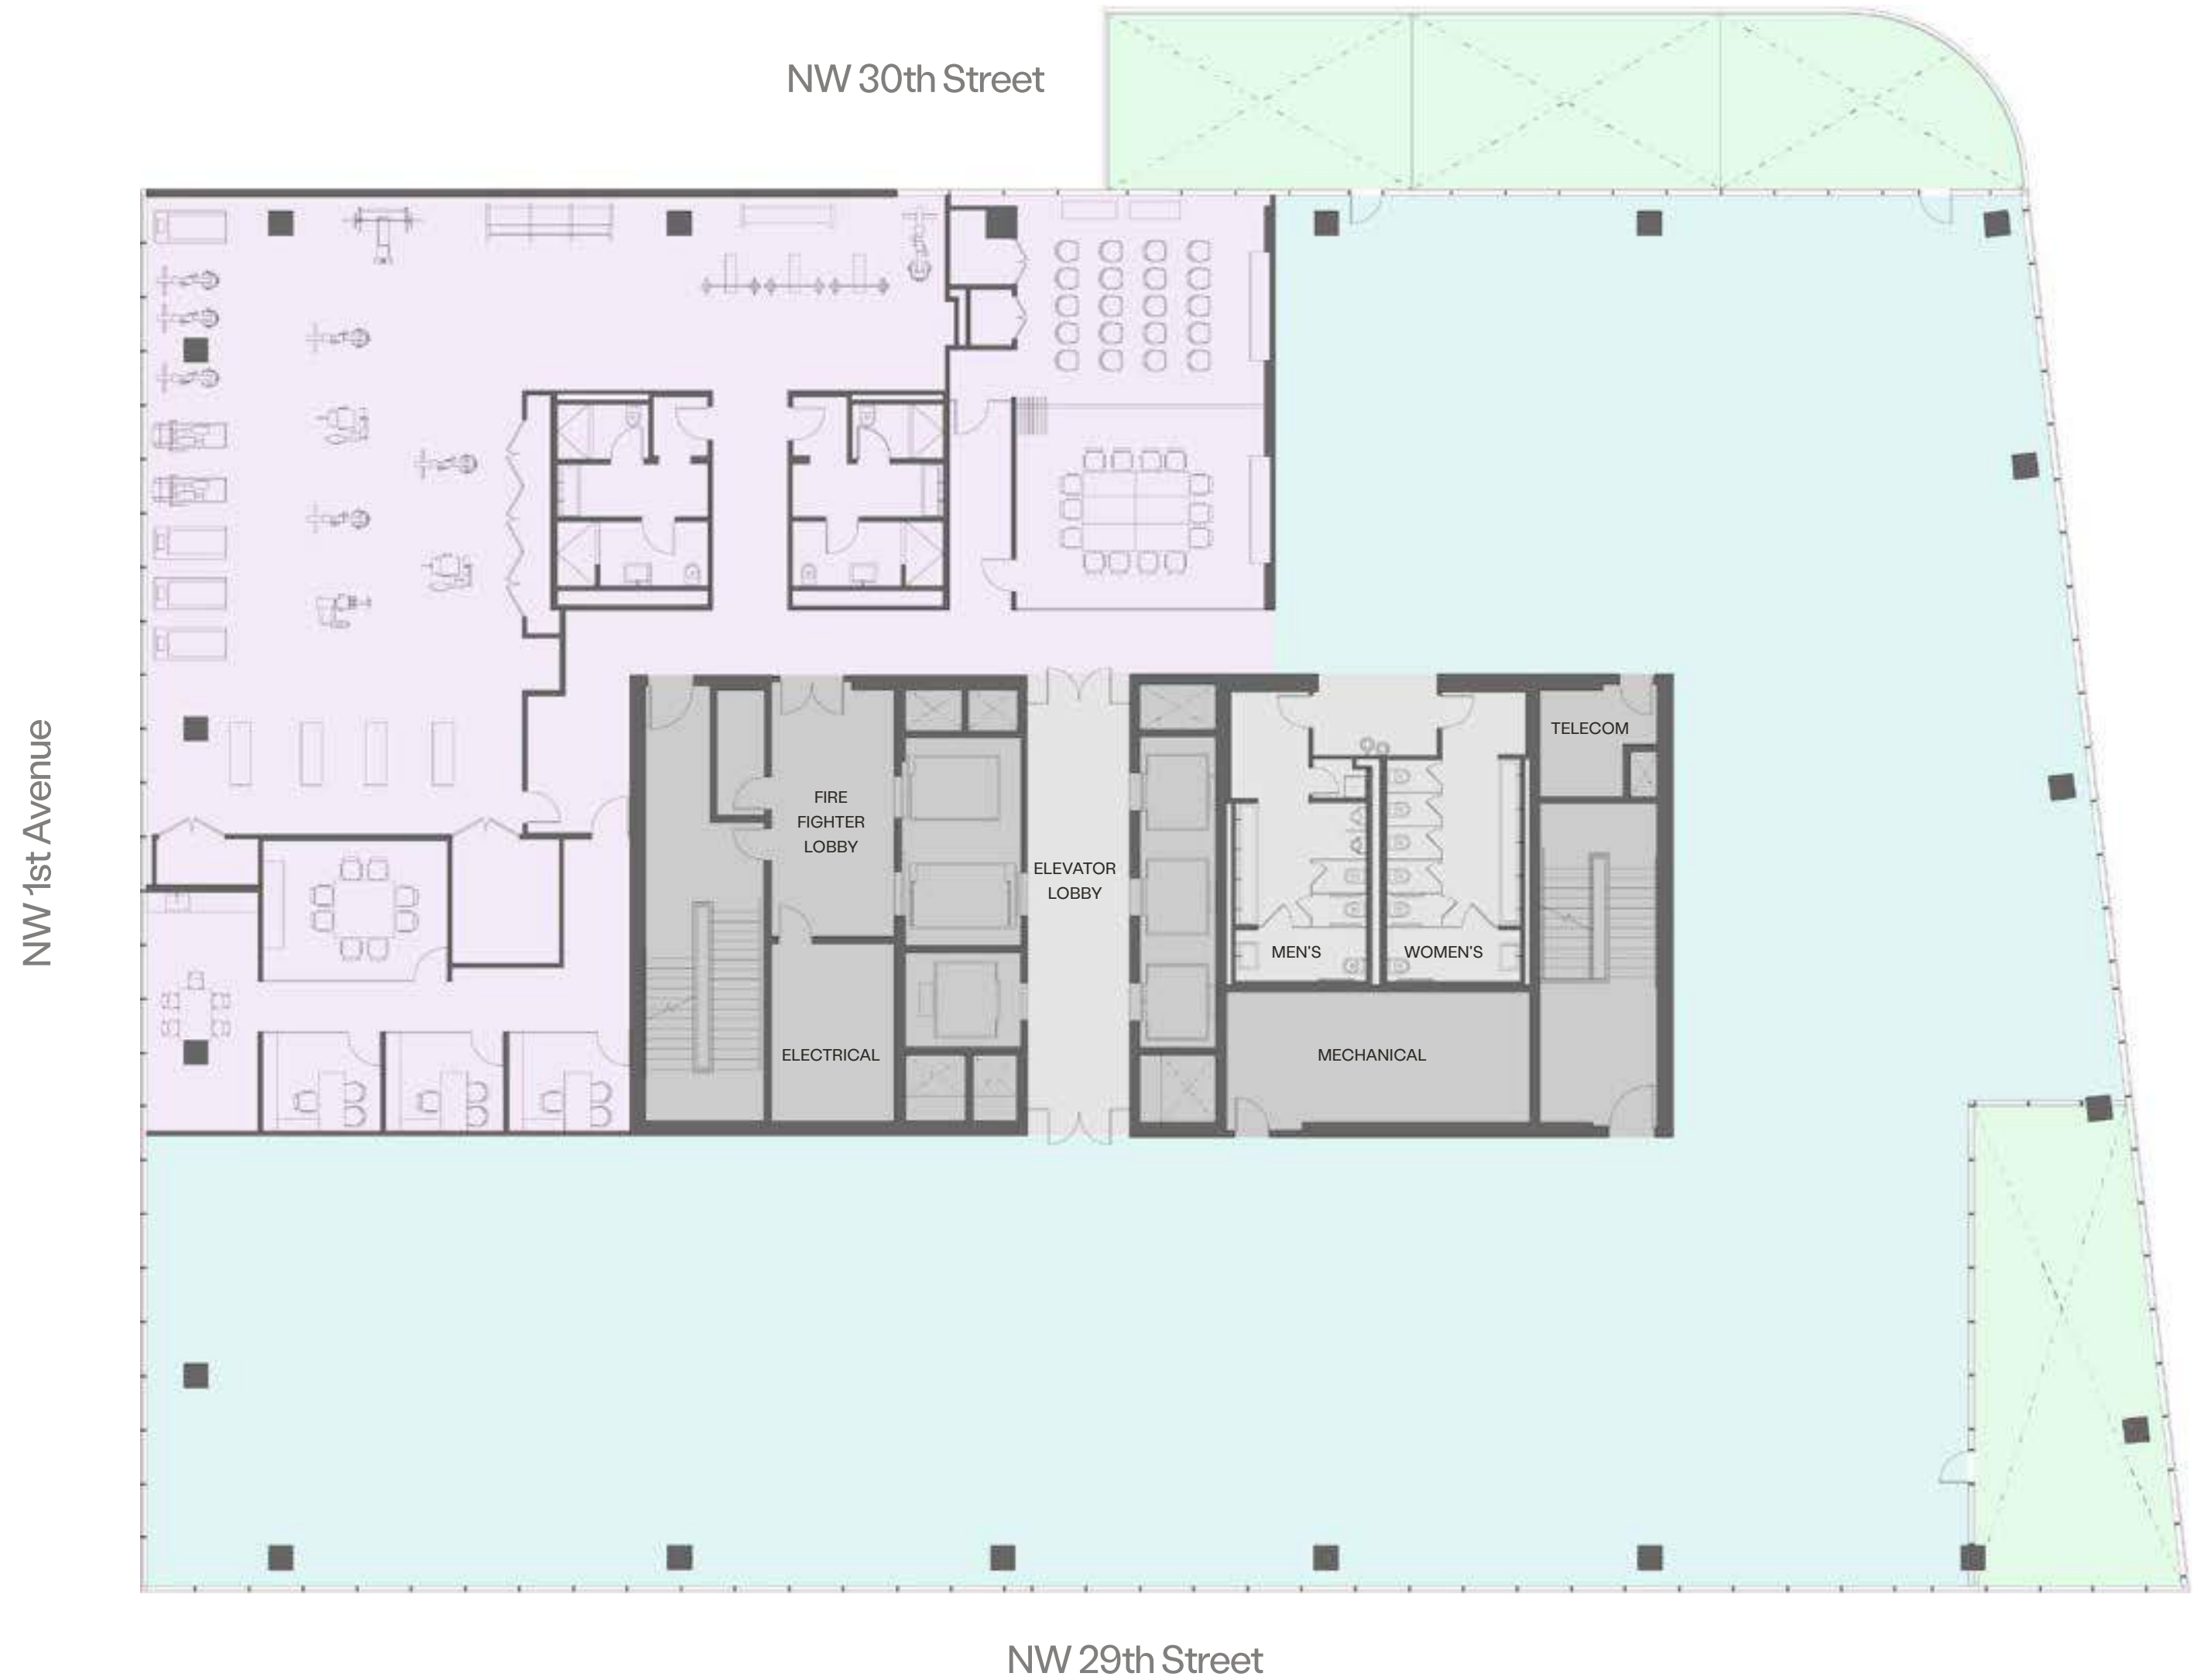 NW 30th Street
NW 1st Avenue
TELECOM
FIRE
FIGHTER
LOBBY
ELEVATOR
LOBBY
MEN'S
WOMEN'S
ELECTRICAL
MECHANICAL
NW 29th Street